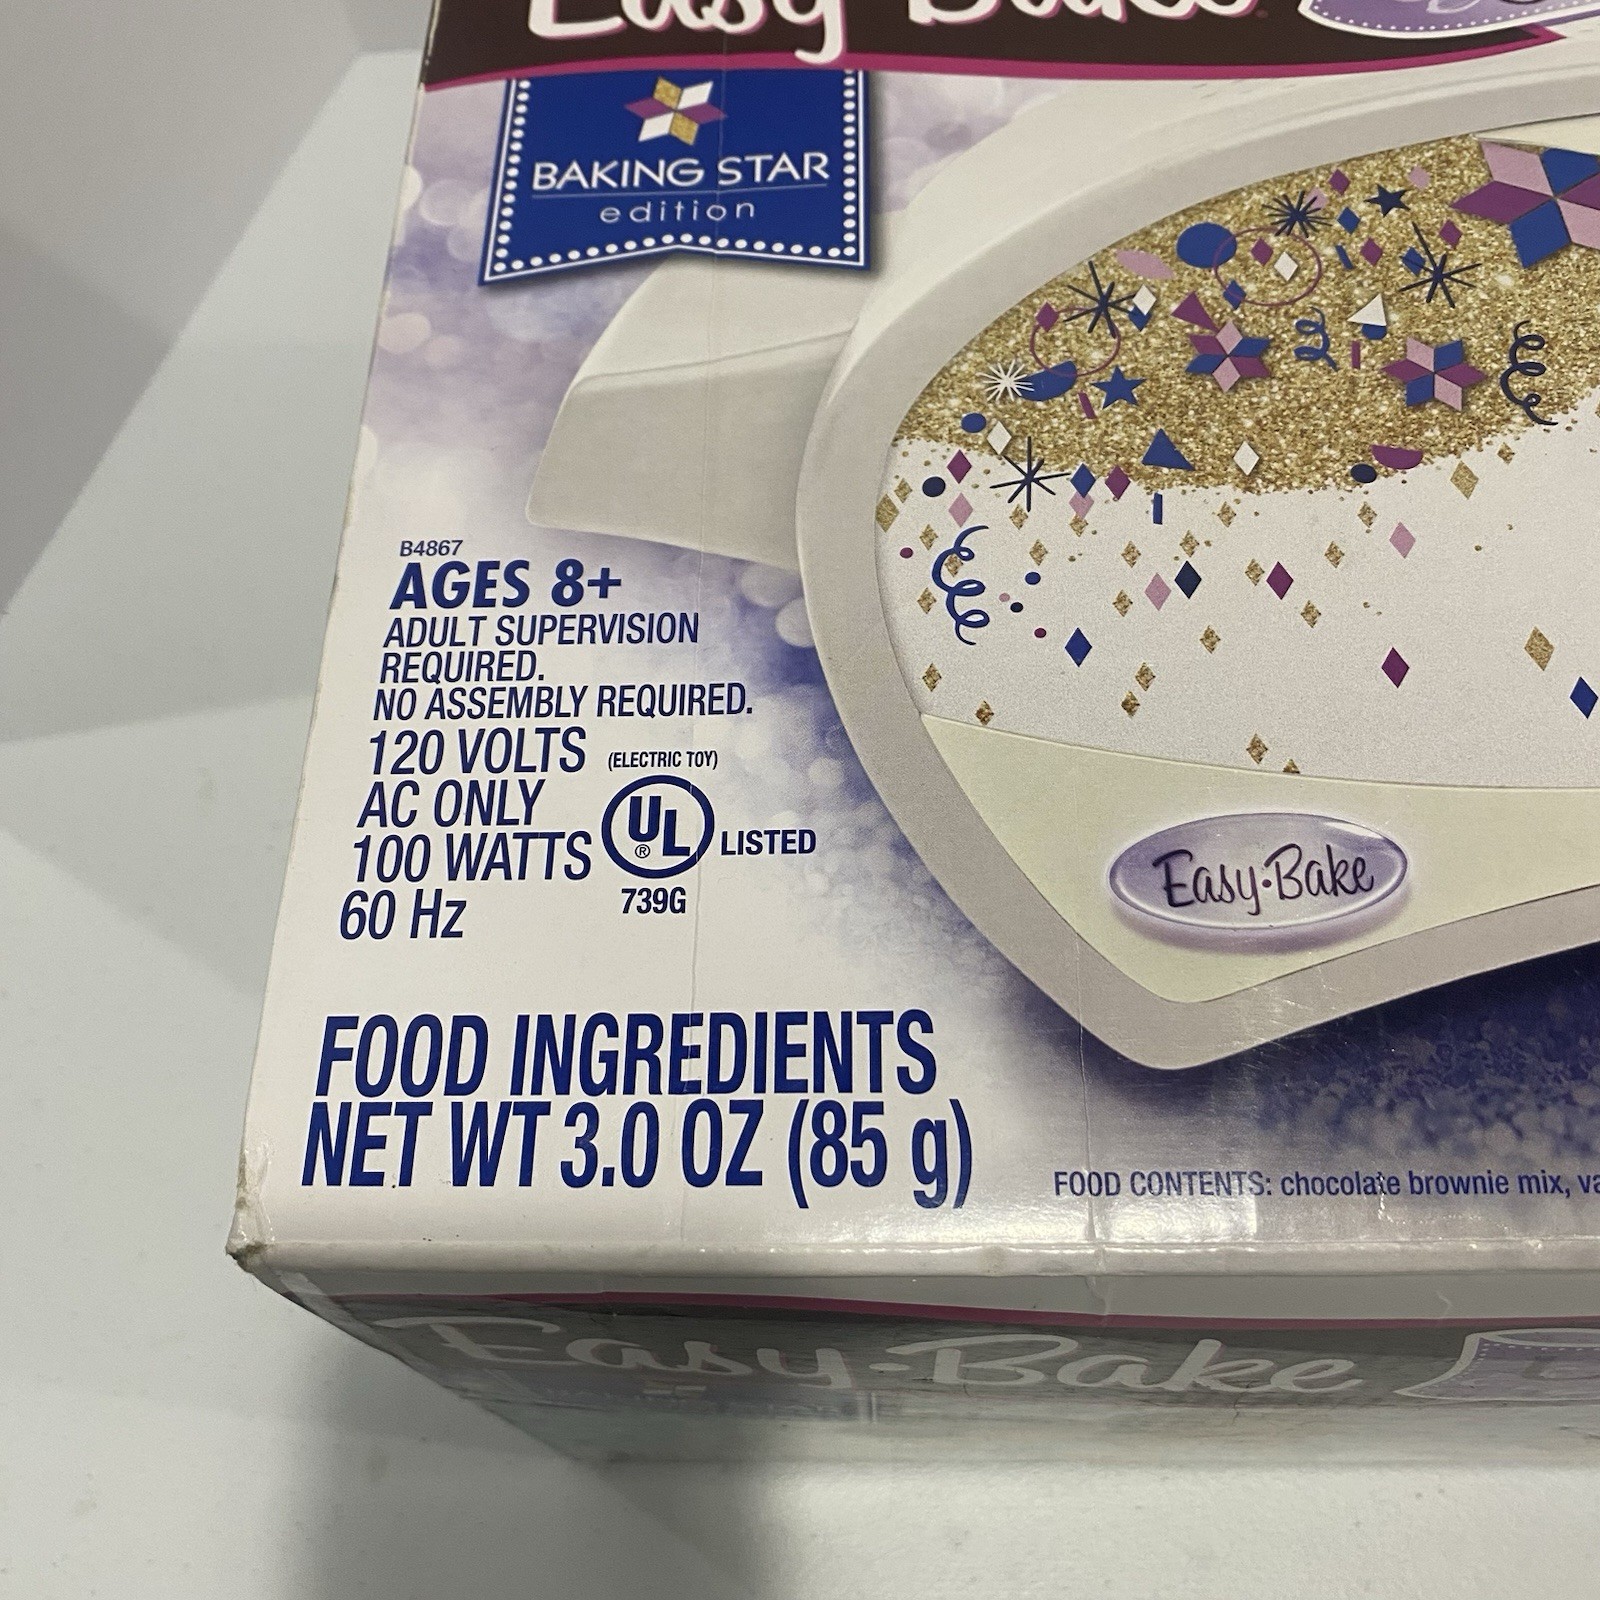 Easy Bake
BAKING STAR
edition
B4867
AGES 8+
ADULT SUPERVISION
REQUIRED.
NO ASSEMBLY REQUIRED.
120 VOLTS (ELECTRIC TOY)
AC ONLY
100 WATTS UL ® LISTED
60 Hz 739G
Easy·Bake
FOOD INGREDIENTS
NET WT 3.0 OZ (85 g)
FOOD CONTENTS: chocolate brownie mix,
Easy·Bake